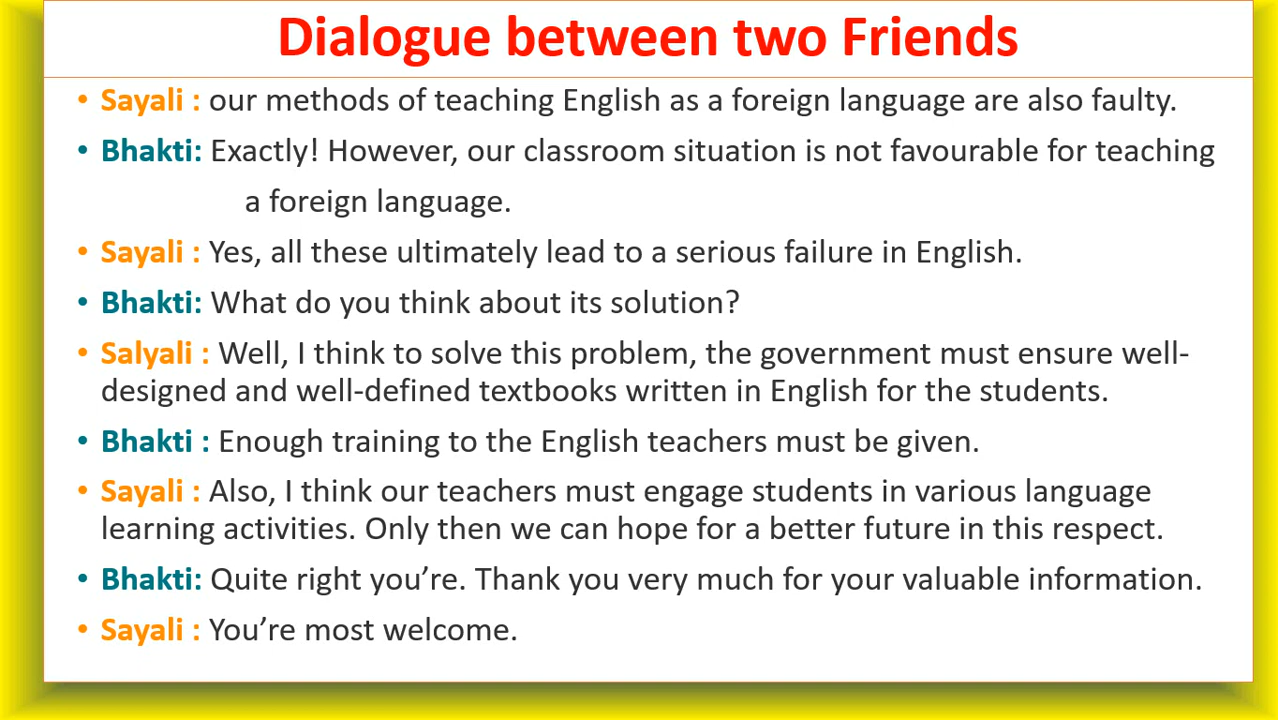 Dialogue between two Friends
• Sayali : our methods of teaching English as a foreign language are also faulty.
• Bhakti: Exactly! However, our classroom situation is not favourable for teaching
a foreign language.
• Sayali : Yes, all these ultimately lead to a serious failure in English.
• Bhakti: What do you think about its solution?
• Salyali : Well, I think to solve this problem, the government must ensure well-
designed and well-defined textbooks written in English for the students.
• Bhakti : Enough training to the English teachers must be given.
• Sayali : Also, I think our teachers must engage students in various language
learning activities. Only then we can hope for a better future in this respect.
• Bhakti: Quite right you’re. Thank you very much for your valuable information.
• Sayali : You’re most welcome.